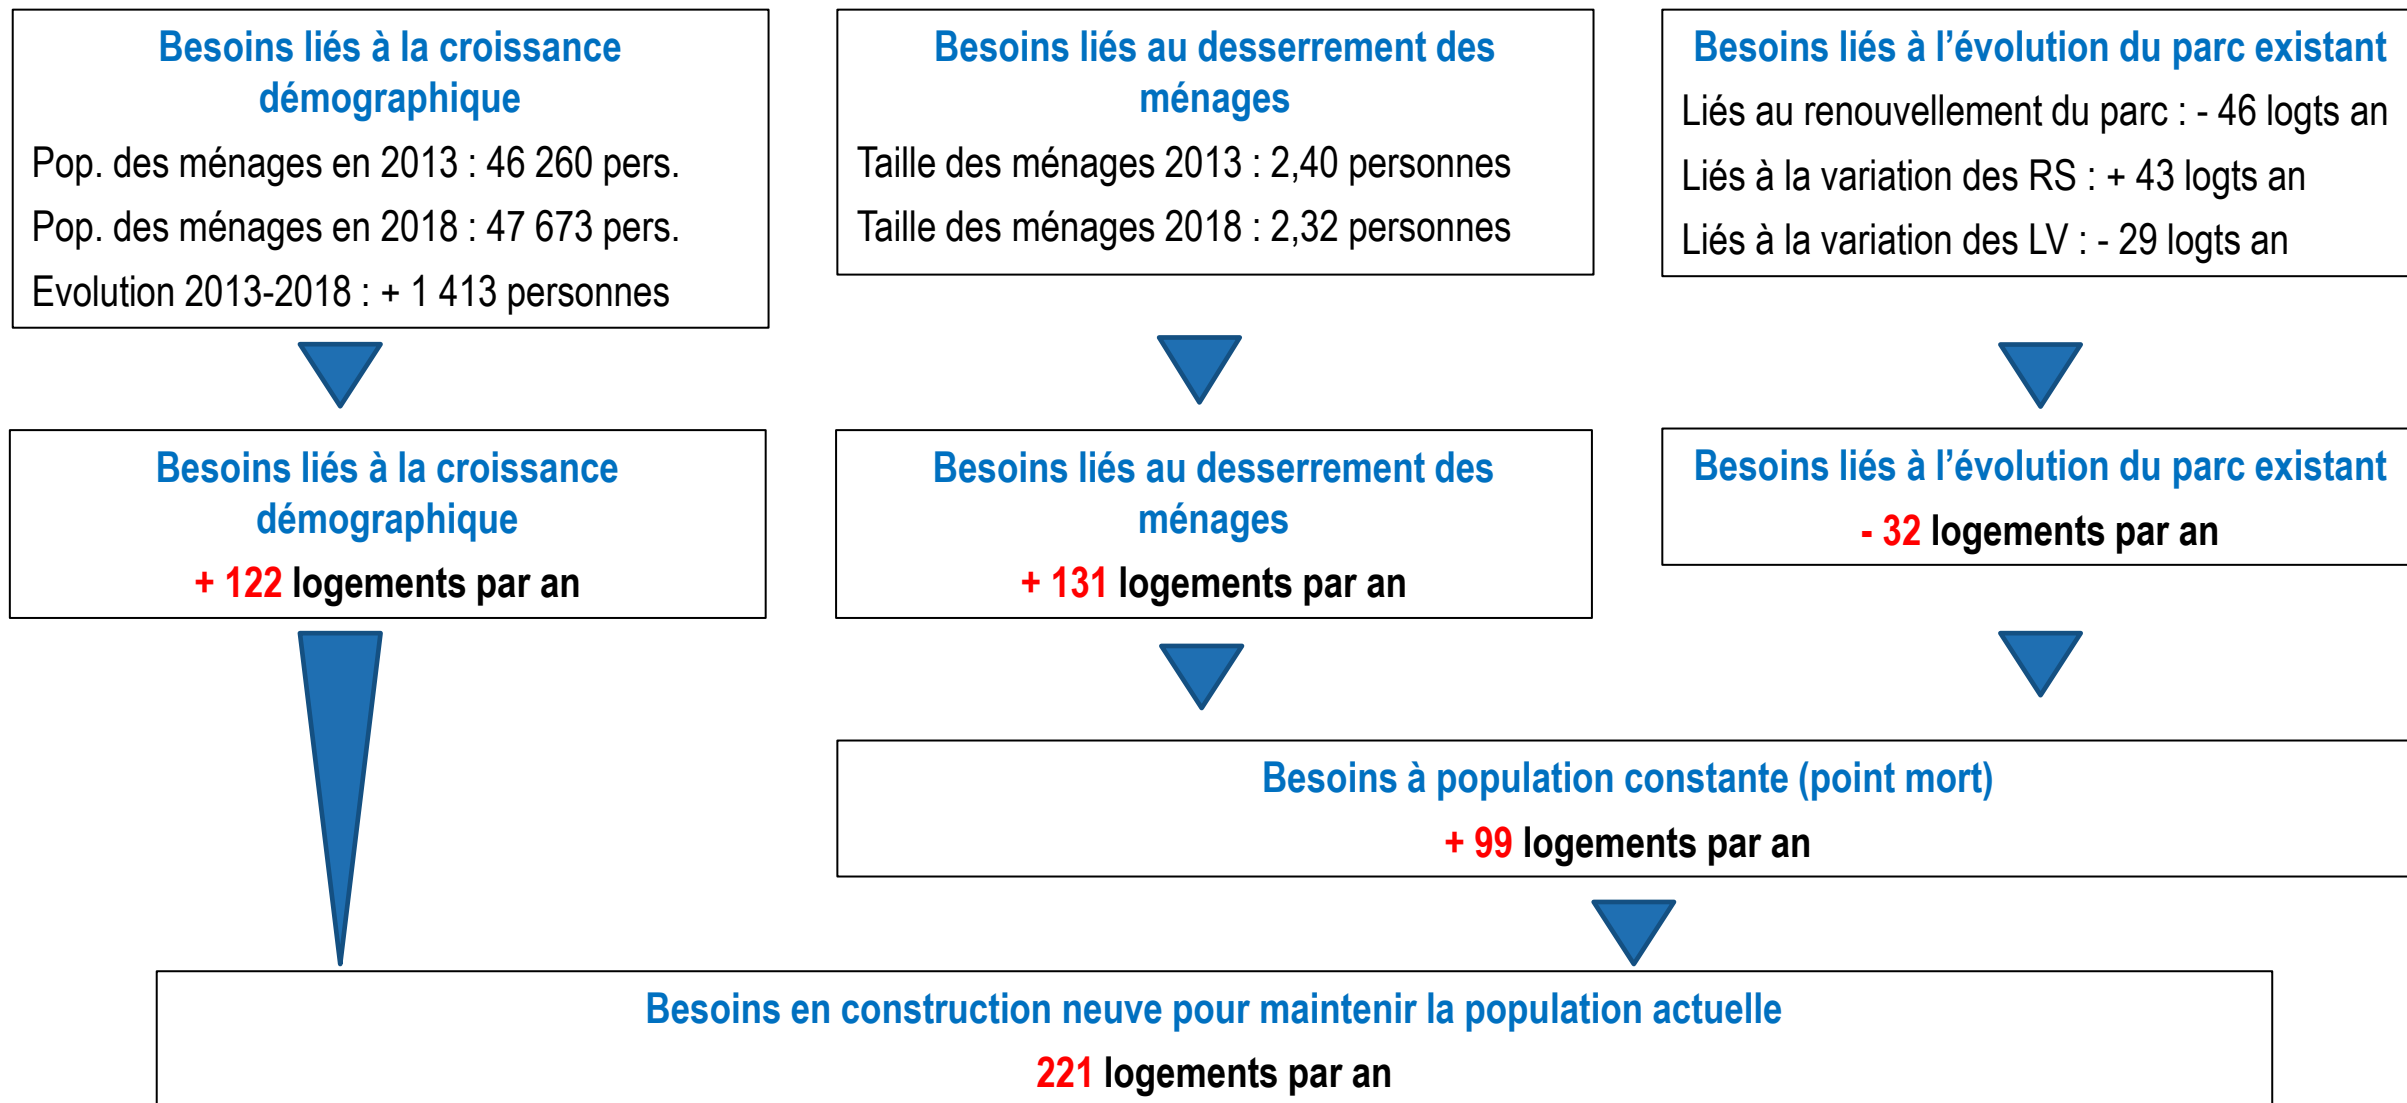 Besoins liés à la croissance
démographique
Pop. des ménages en 2013 : 46 260 pers.
Pop. des ménages en 2018 : 47 673 pers.
Evolution 2013-2018 : + 1 413 personnes
Besoins liés au desserrement des
ménages
Taille des ménages 2013 : 2,40 personnes
Taille des ménages 2018 : 2,32 personnes
Besoins liés à l’évolution du parc existant
Liés au renouvellement du parc : - 46 logts an
Liés à la variation des RS : + 43 logts an
Liés à la variation des LV : - 29 logts an
Besoins liés à la croissance
démographique
+ 122 logements par an
Besoins liés au desserrement des
ménages
+ 131 logements par an
Besoins liés à l’évolution du parc existant
- 32 logements par an
Besoins à population constante (point mort)
+ 99 logements par an
Besoins en construction neuve pour maintenir la population actuelle
221 logements par an